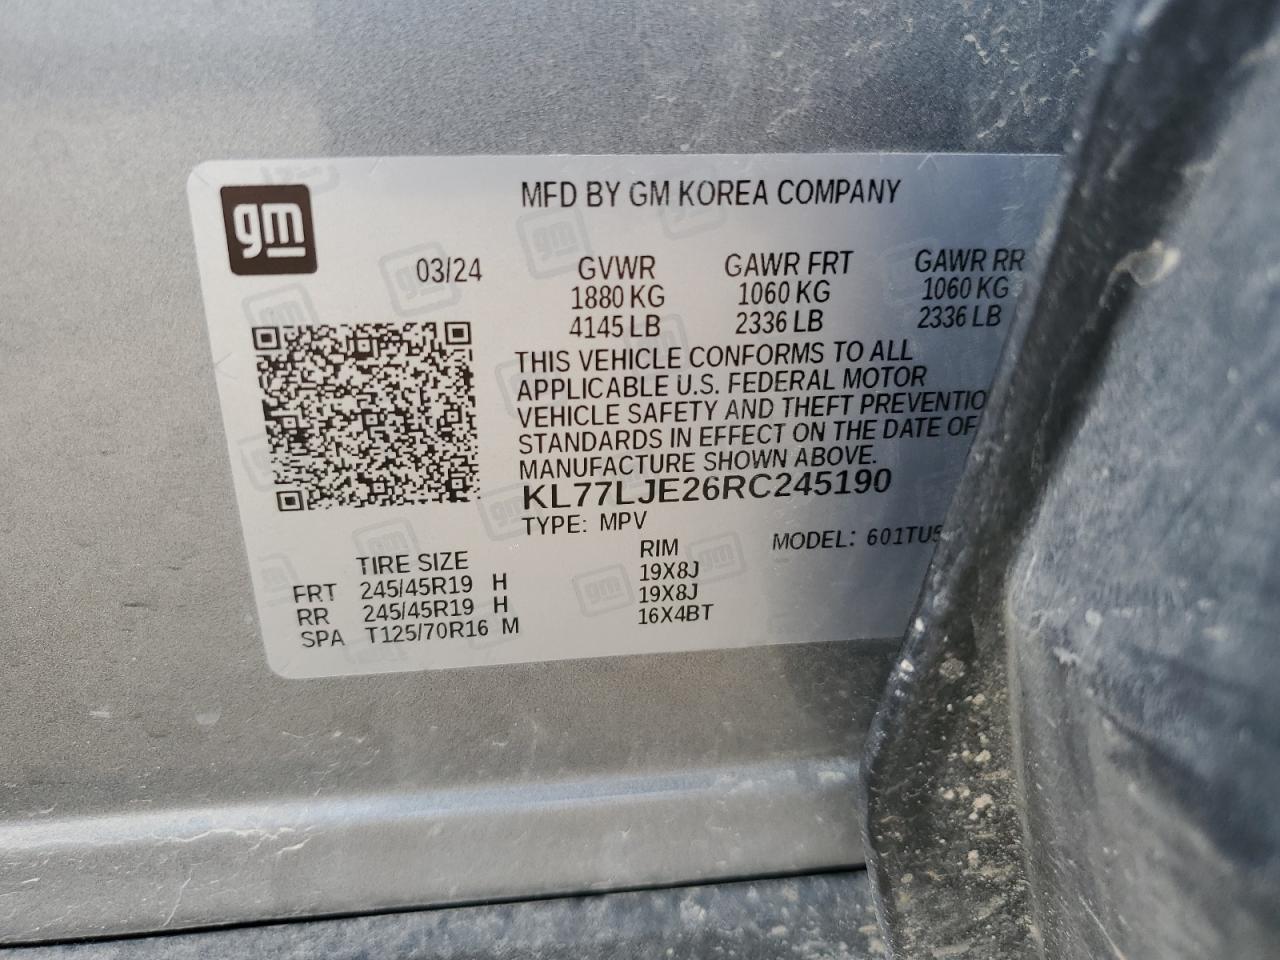 gm
MFD BY GM KOREA COMPANY
03/24
GVWR GAWR FRT GAWR RR
1880 KG 1060 KG 1060 KG
4145 LB 2336 LB 2336 LB
THIS VEHICLE CONFORMS TO ALL
APPLICABLE U.S. FEDERAL MOTOR
VEHICLE SAFETY AND THEFT PREVENTIO
STANDARDS IN EFFECT ON THE DATE OF
MANUFACTURE SHOWN ABOVE.
KL77LJE26RC245190
TYPE: MPV
MODEL: 601TU5
TIRE SIZE RIM
FRT 245/45R19 H 19X8J
RR 245/45R19 H 19X8J
SPA T125/70R16 M 16X4BT